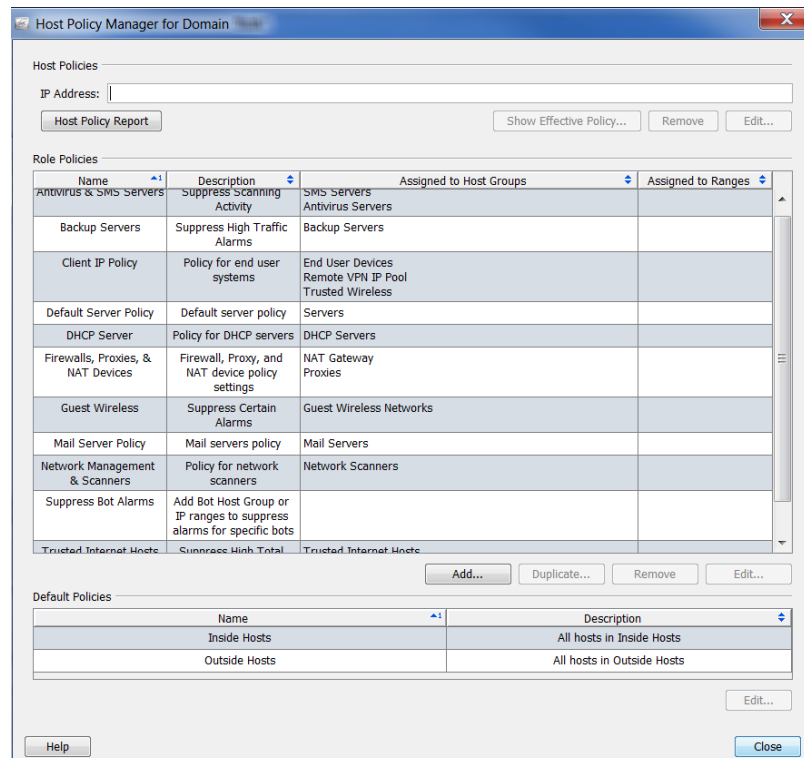 Host Policy Manager for Domain
X
Host Policies
IP Address:
Host Policy Report
Show Effective Policy...
Remove
Edit...
Role Policies
Name 1 Description Assigned to Host Groups Assigned to Ranges
Antivirus & SMS Servers Suppress Scanning SMS Servers
Activity Antivirus Servers
Backup Servers Suppress High Traffic Backup Servers
Alarms
Client IP Policy Policy for end user End User Devices
systems Remote VPN IP Pool
Trusted Wireless
Default Server Policy Default server policy Servers
DHCP Server Policy for DHCP servers DHCP Servers
Firewalls, Proxies, & Firewall, Proxy, and NAT Gateway
NAT Devices NAT device policy Proxies
settings
Guest Wireless Suppress Certain Guest Wireless Networks
Alarms
Mail Server Policy Mail servers policy Mail Servers
Network Management Policy for network Network Scanners
& Scanners scanners
Suppress Bot Alarms Add Bot Host Group or
IP ranges to suppress
alarms for specific bots
Trusted Internet Hosts Suppress High Total Trusted Internet Hosts
Add... Duplicate... Remove Edit...
Default Policies
Name 1 Description
Inside Hosts All hosts in Inside Hosts
Outside Hosts All hosts in Outside Hosts
Edit...
Help Close